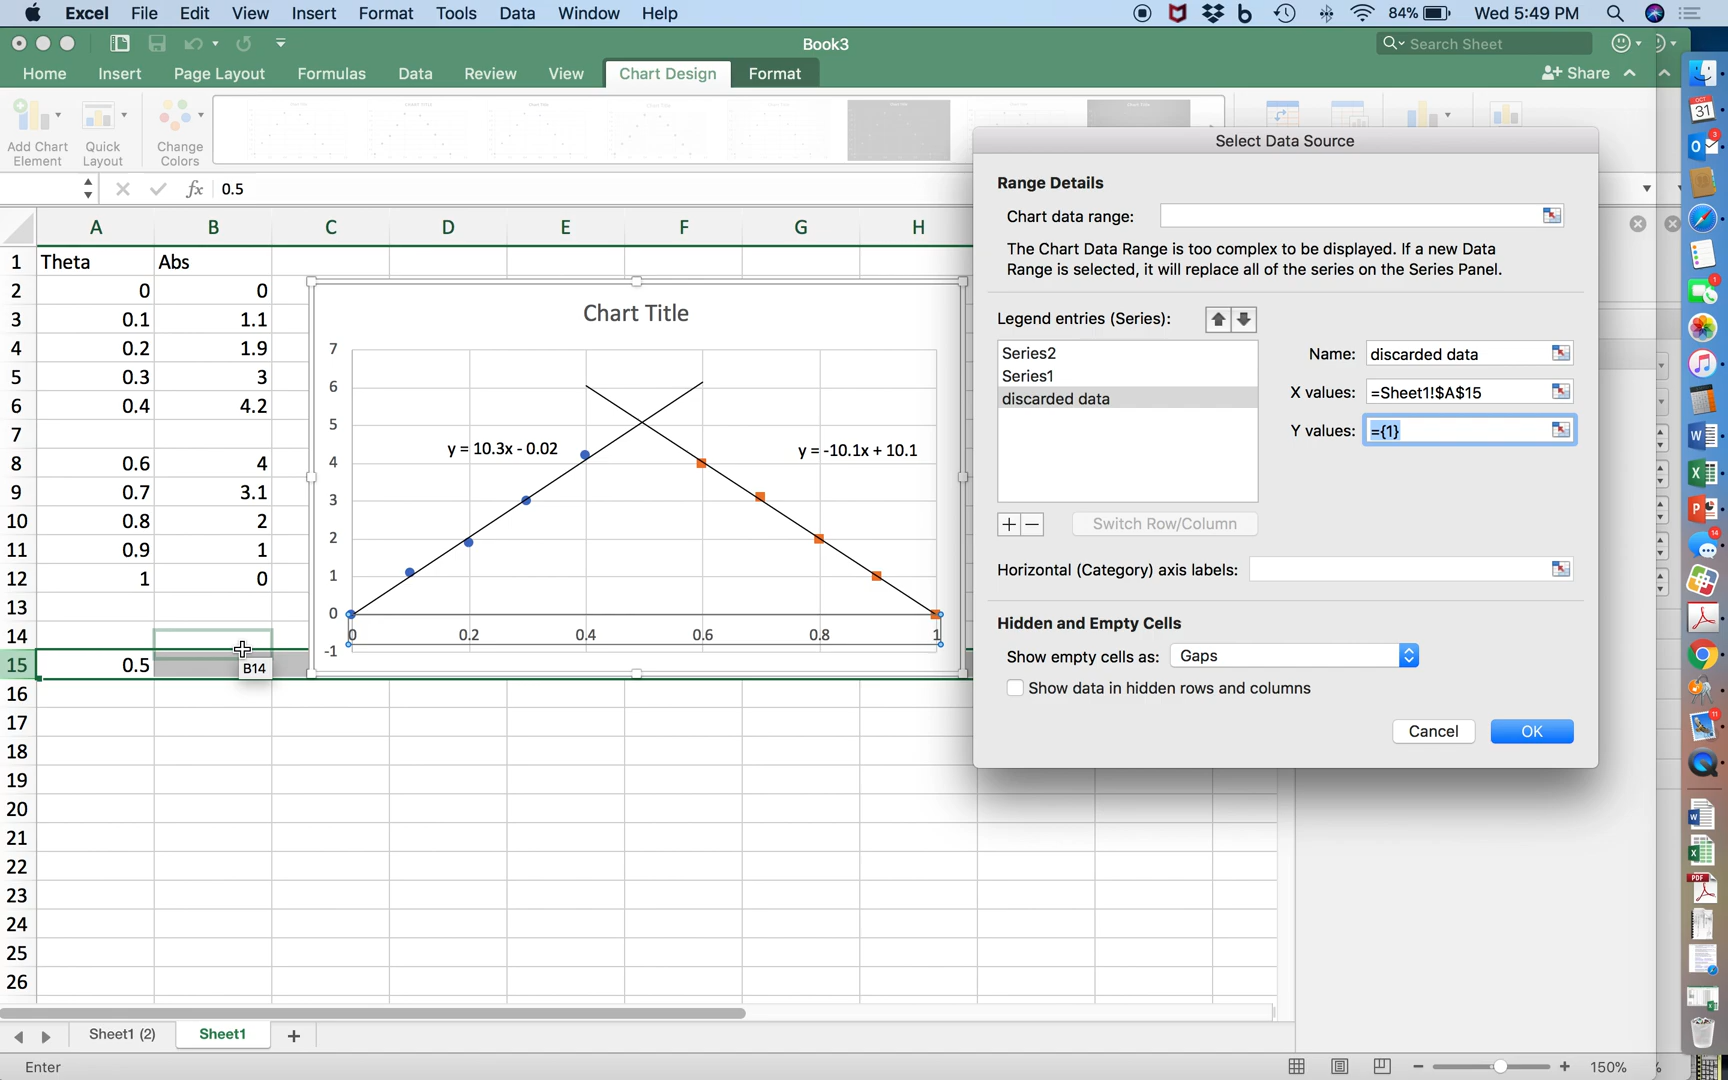 Excel File Edit View Insert Format Tools Data Window Help 84% Wed 5:49 PM
Book3
Search Sheet
Home Insert Page Layout Formulas Data Review View Chart Design Format
Share
Add Chart Element
Quick Layout
Change Colors
fx 0.5
A B C D E F G H
1 Theta Abs
2 0 0
3 0.1 1.1
4 0.2 1.9
5 0.3 3
6 0.4 4.2
7
8 0.6 4
9 0.7 3.1
10 0.8 2
11 0.9 1
12 1 0
13
14
15 0.5
B14
16
17
18
19
20
21
22
23
24
25
26
Chart Title
7
6
5
4
3
2
1
0
-1
y = 10.3x - 0.02
y = -10.1x + 10.1
0 0.2 0.4 0.6 0.8 1
Select Data Source
Range Details
Chart data range:
The Chart Data Range is too complex to be displayed. If a new Data
Range is selected, it will replace all of the series on the Series Panel.
Legend entries (Series):
Series2
Series1
discarded data
Name: discarded data
X values: =Sheet1!$A$15
Y values: ={1}
Switch Row/Column
Horizontal (Category) axis labels:
Hidden and Empty Cells
Show empty cells as: Gaps
Show data in hidden rows and columns
Cancel OK
Sheet1 (2) Sheet1
Enter
150%
OCT
31
3
1
14
11
PDF